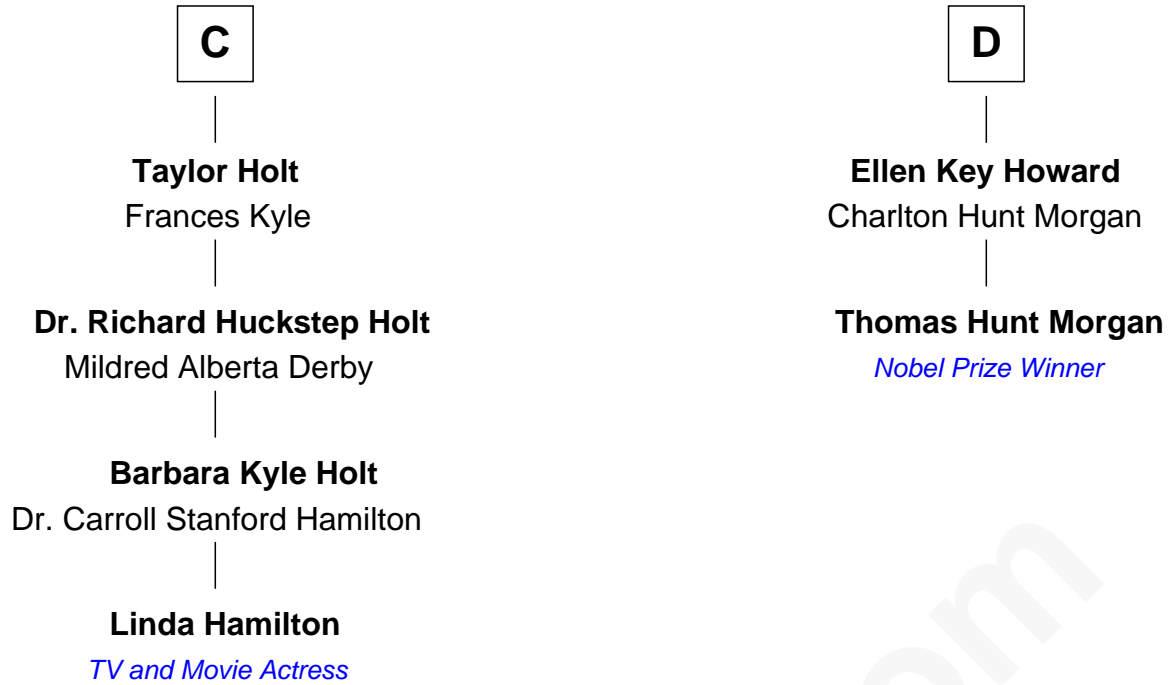 C
Taylor Holt
Frances Kyle
Dr. Richard Huckstep Holt
Mildred Alberta Derby
Barbara Kyle Holt
Dr. Carroll Stanford Hamilton
Linda Hamilton
TV and Movie Actress
D
Ellen Key Howard
Charlton Hunt Morgan
Thomas Hunt Morgan
Nobel Prize Winner
om